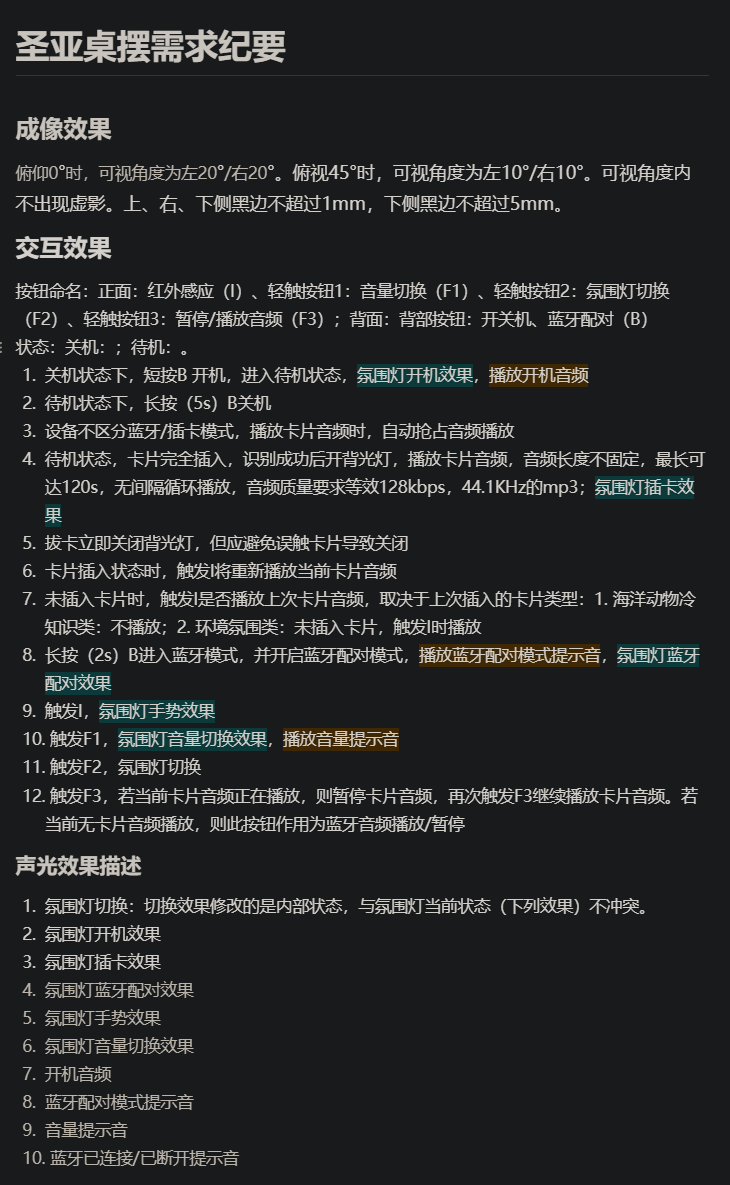 圣亚桌摆需求纪要
成像效果
俯仰0°时，可视角度为左20°/右20°。俯视45°时，可视角度为左10°/右10°。可视角度内
不出现虚影。上、右、下侧黑边不超过1mm，下侧黑边不超过5mm。
交互效果
按钮命名：正面：红外感应（I）、轻触按钮1：音量切换（F1）、轻触按钮2：氛围灯切换
（F2）、轻触按钮3：暂停/播放音频（F3）；背面：背部按钮：开关机、蓝牙配对（B）
状态：关机：；待机：。
1. 关机状态下，短按B 开机，进入待机状态，氛围灯开机效果，播放开机音频
2. 待机状态下，长按（5s）B关机
3. 设备不区分蓝牙/插卡模式，播放卡片音频时，自动抢占音频播放
4. 待机状态，卡片完全插入，识别成功后开背光灯，播放卡片音频，音频长度不固定，最长可
达120s，无间隔循环播放，音频质量要求等效128kbps，44.1KHz的mp3；氛围灯插卡效
果
5. 拔卡立即关闭背光灯，但应避免误触卡片导致关闭
6. 卡片插入状态时，触发I将重新播放当前卡片音频
7. 未插入卡片时，触发I是否播放上次卡片音频，取决于上次插入的卡片类型：1. 海洋动物冷
知识类：不播放；2. 环境氛围类：未插入卡片，触发I时播放
8. 长按（2s）B进入蓝牙模式，并开启蓝牙配对模式，播放蓝牙配对模式提示音，氛围灯蓝牙
配对效果
9. 触发I，氛围灯手势效果
10. 触发F1，氛围灯音量切换效果，播放音量提示音
11. 触发F2，氛围灯切换
12. 触发F3，若当前卡片音频正在播放，则暂停卡片音频，再次触发F3继续播放卡片音频。若
当前无卡片音频播放，则此按钮作用为蓝牙音频播放/暂停
声光效果描述
1. 氛围灯切换：切换效果修改的是内部状态，与氛围灯当前状态（下列效果）不冲突。
2. 氛围灯开机效果
3. 氛围灯插卡效果
4. 氛围灯蓝牙配对效果
5. 氛围灯手势效果
6. 氛围灯音量切换效果
7. 开机音频
8. 蓝牙配对模式提示音
9. 音量提示音
10. 蓝牙已连接/已断开提示音